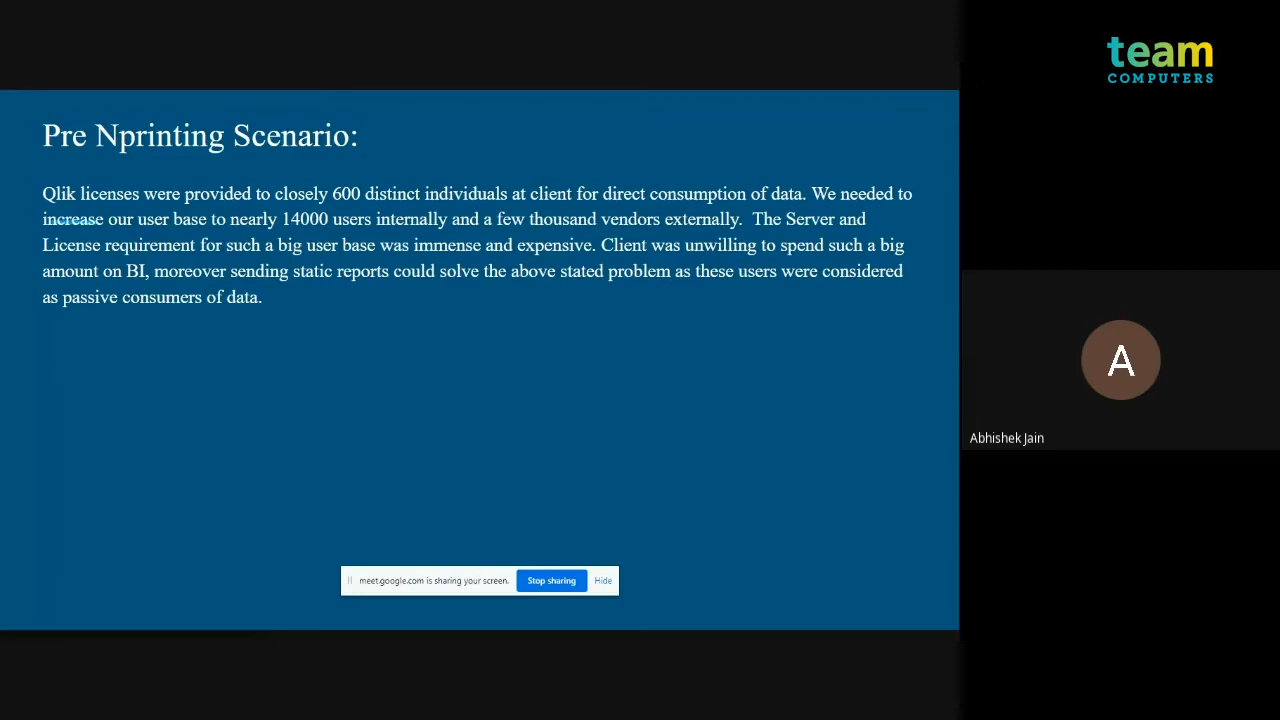 team
COMPUTERS
Pre Nprinting Scenario:
Qlik licenses were provided to closely 600 distinct individuals at client for direct consumption of data. We needed to
increase our user base to nearly 14000 users internally and a few thousand vendors externally.  The Server and
License requirement for such a big user base was immense and expensive. Client was unwilling to spend such a big
amount on BI, moreover sending static reports could solve the above stated problem as these users were considered
as passive consumers of data.
A
Abhishek Jain
meet.google.com is sharing your screen.
Stop sharing
Hide